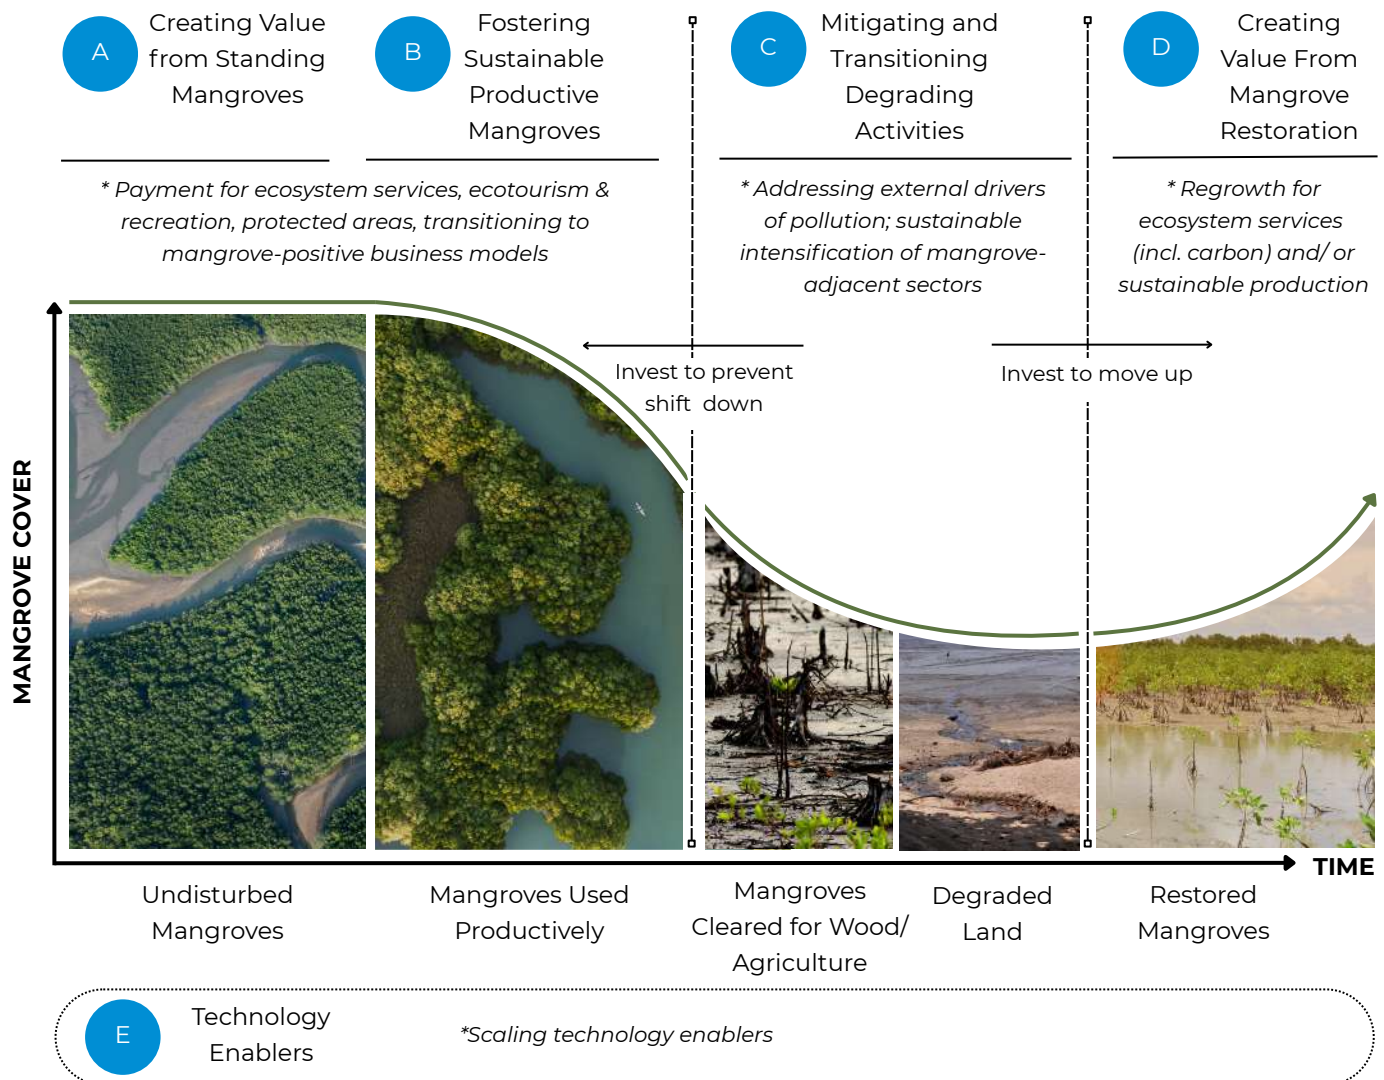 A
Creating Value
from Standing
Mangroves
B
Fostering
Sustainable
Productive
Mangroves
C
Mitigating and
Transitioning
Degrading
Activities
D
Creating
Value From
Mangrove
Restoration
* Payment for ecosystem services, ecotourism &
recreation, protected areas, transitioning to
mangrove-positive business models
* Addressing external drivers
of pollution; sustainable
intensification of mangrove-
adjacent sectors
* Regrowth for
ecosystem services
(incl. carbon) and/ or
sustainable production
Invest to prevent
shift down
Invest to move up
MANGROVE COVER
TIME
Undisturbed
Mangroves
Mangroves Used
Productively
Mangroves
Cleared for Wood/
Agriculture
Degraded
Land
Restored
Mangroves
E
Technology
Enablers
*Scaling technology enablers